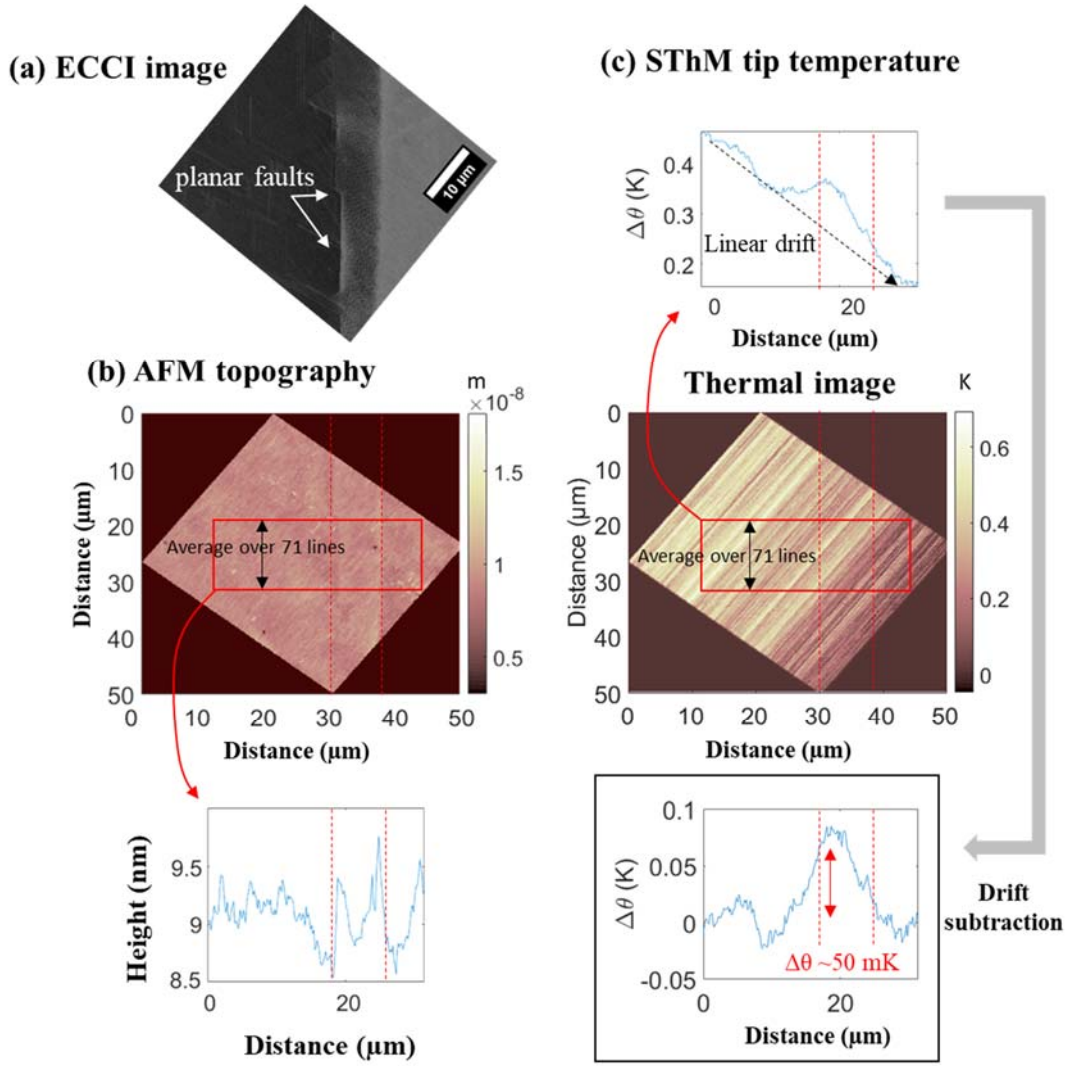 (a) ECCI image
planar faults
10 μm
(c) SThM tip temperature
0.4
0.3
0.2
Δθ (K)
Linear drift
0 20
Distance (μm)
(b) AFM topography
m
× 10⁻⁸
0
10
20
30
40
50
Distance (μm)
Average over 71 lines
1.5
1
0.5
0 10 20 30 40 50
Distance (μm)
Thermal image
K
0
10
20
30
40
50
Distance (μm)
Average over 71 lines
0.6
0.4
0.2
0
0 10 20 30 40 50
Distance (μm)
9.5
9
8.5
Height (nm)
0 20
Distance (μm)
0.1
0.05
0
-0.05
Δθ (K)
Δθ ~50 mK
0 20
Distance (μm)
Drift
subtraction